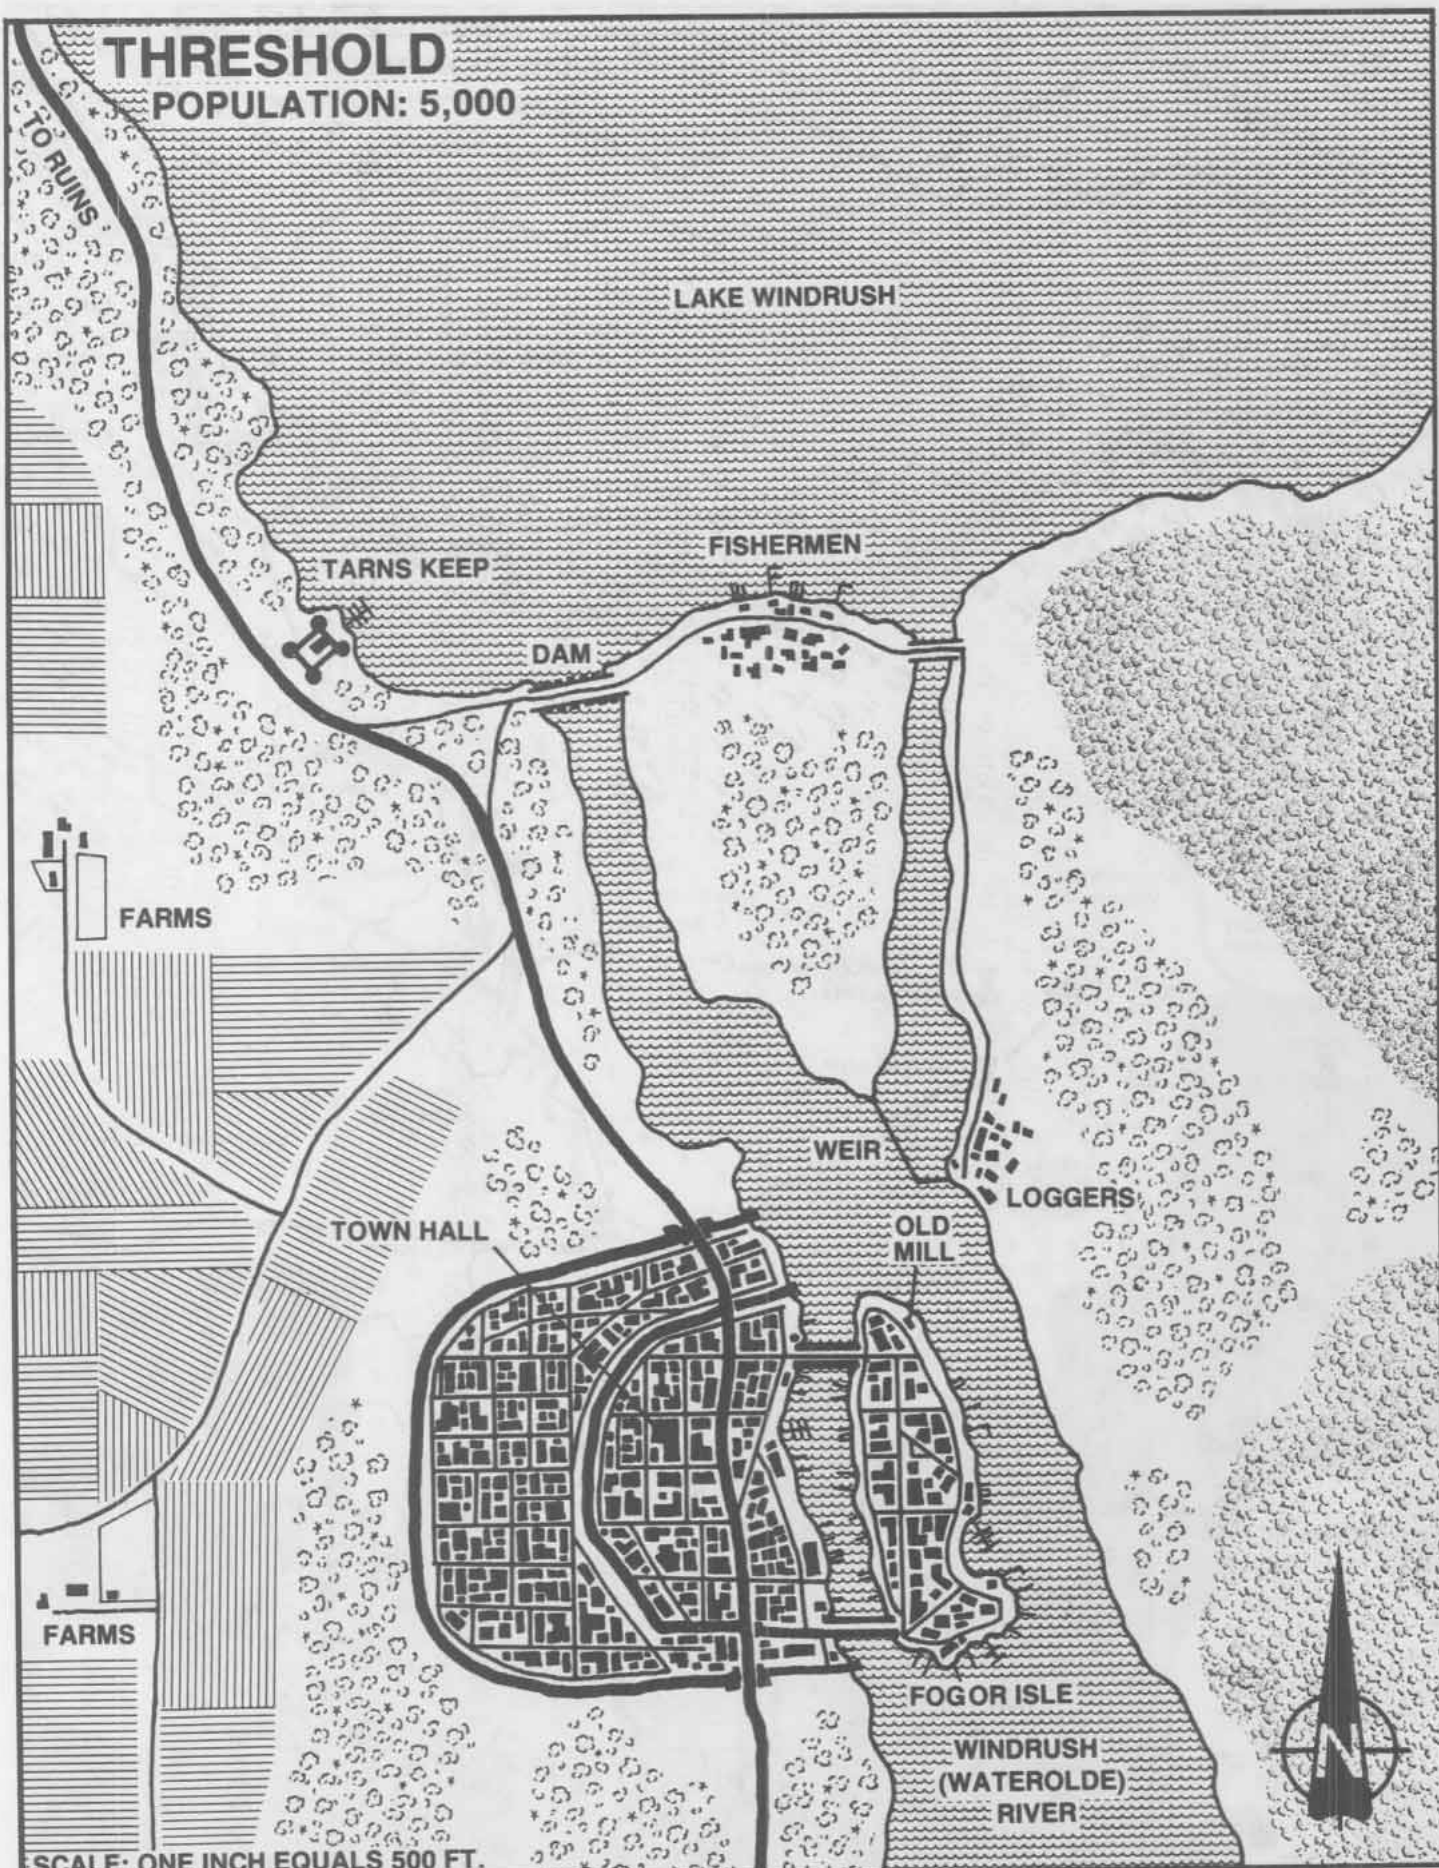 THRESHOLD
POPULATION: 5,000
TO RUINS
LAKE WINDRUSH
FISHERMEN
TARNS KEEP
DAM
FARMS
WEIR
LOGGERS
TOWN HALL
OLD
MILL
FARMS
FOGOR ISLE
WINDRUSH
(WATEROLDE)
RIVER
N
SCALE: ONE INCH EQUALS 500 FT.